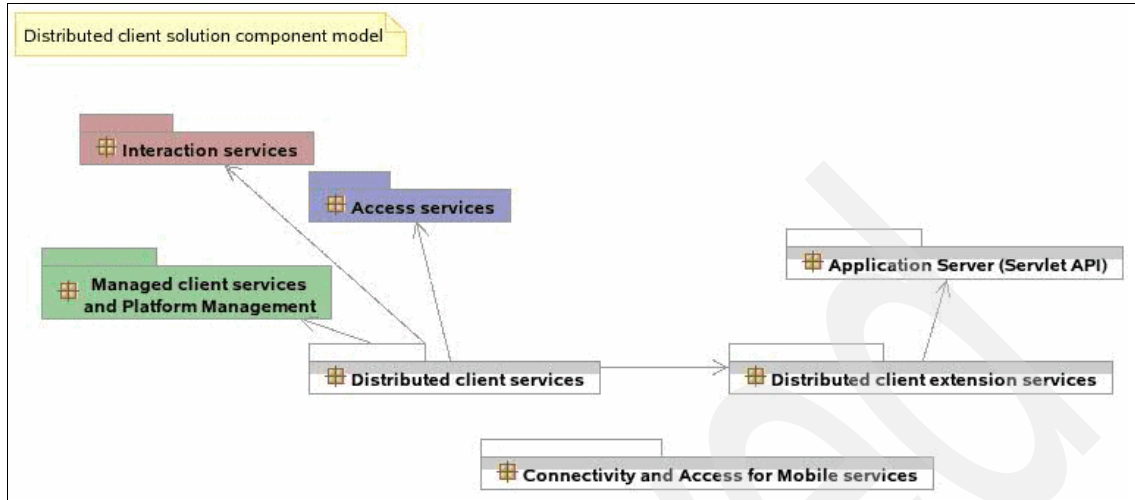 Distributed client solution component model
Interaction services
Access services
Application Server (Servlet API)
Managed client services
and Platform Management
Distributed client services
Distributed client extension services
Connectivity and Access for Mobile services